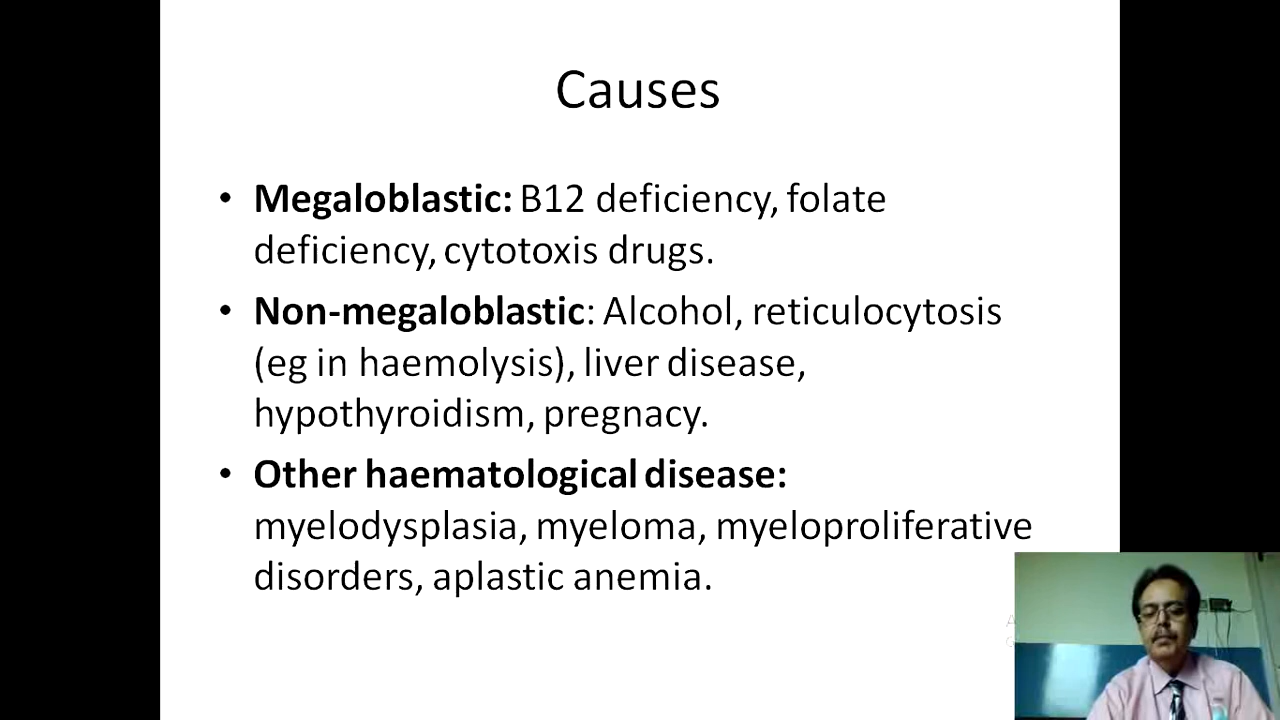 Causes
• Megaloblastic: B12 deficiency, folate
deficiency, cytotoxis drugs.
• Non-megaloblastic: Alcohol, reticulocytosis
(eg in haemolysis), liver disease,
hypothyroidism, pregnacy.
• Other haematological disease:
myelodysplasia, myeloma, myeloproliferative
disorders, aplastic anemia.